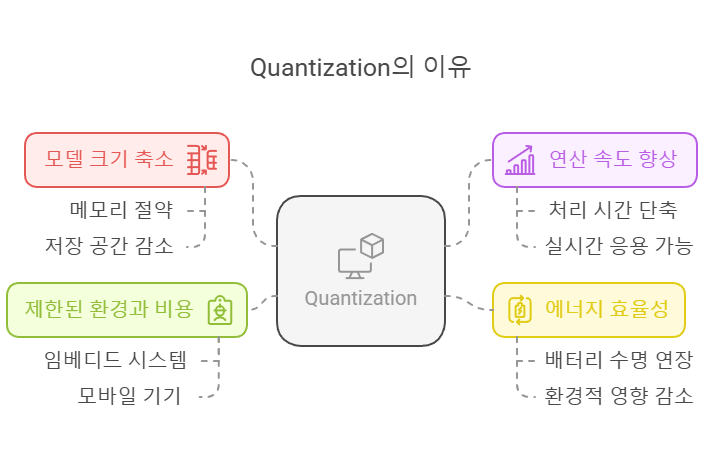 Quantization의 이유
모델 크기 축소
메모리 절약
저장 공간 감소
제한된 환경과 비용
임베디드 시스템
모바일 기기
Quantization
연산 속도 향상
처리 시간 단축
실시간 응용 가능
에너지 효율성
배터리 수명 연장
환경적 영향 감소